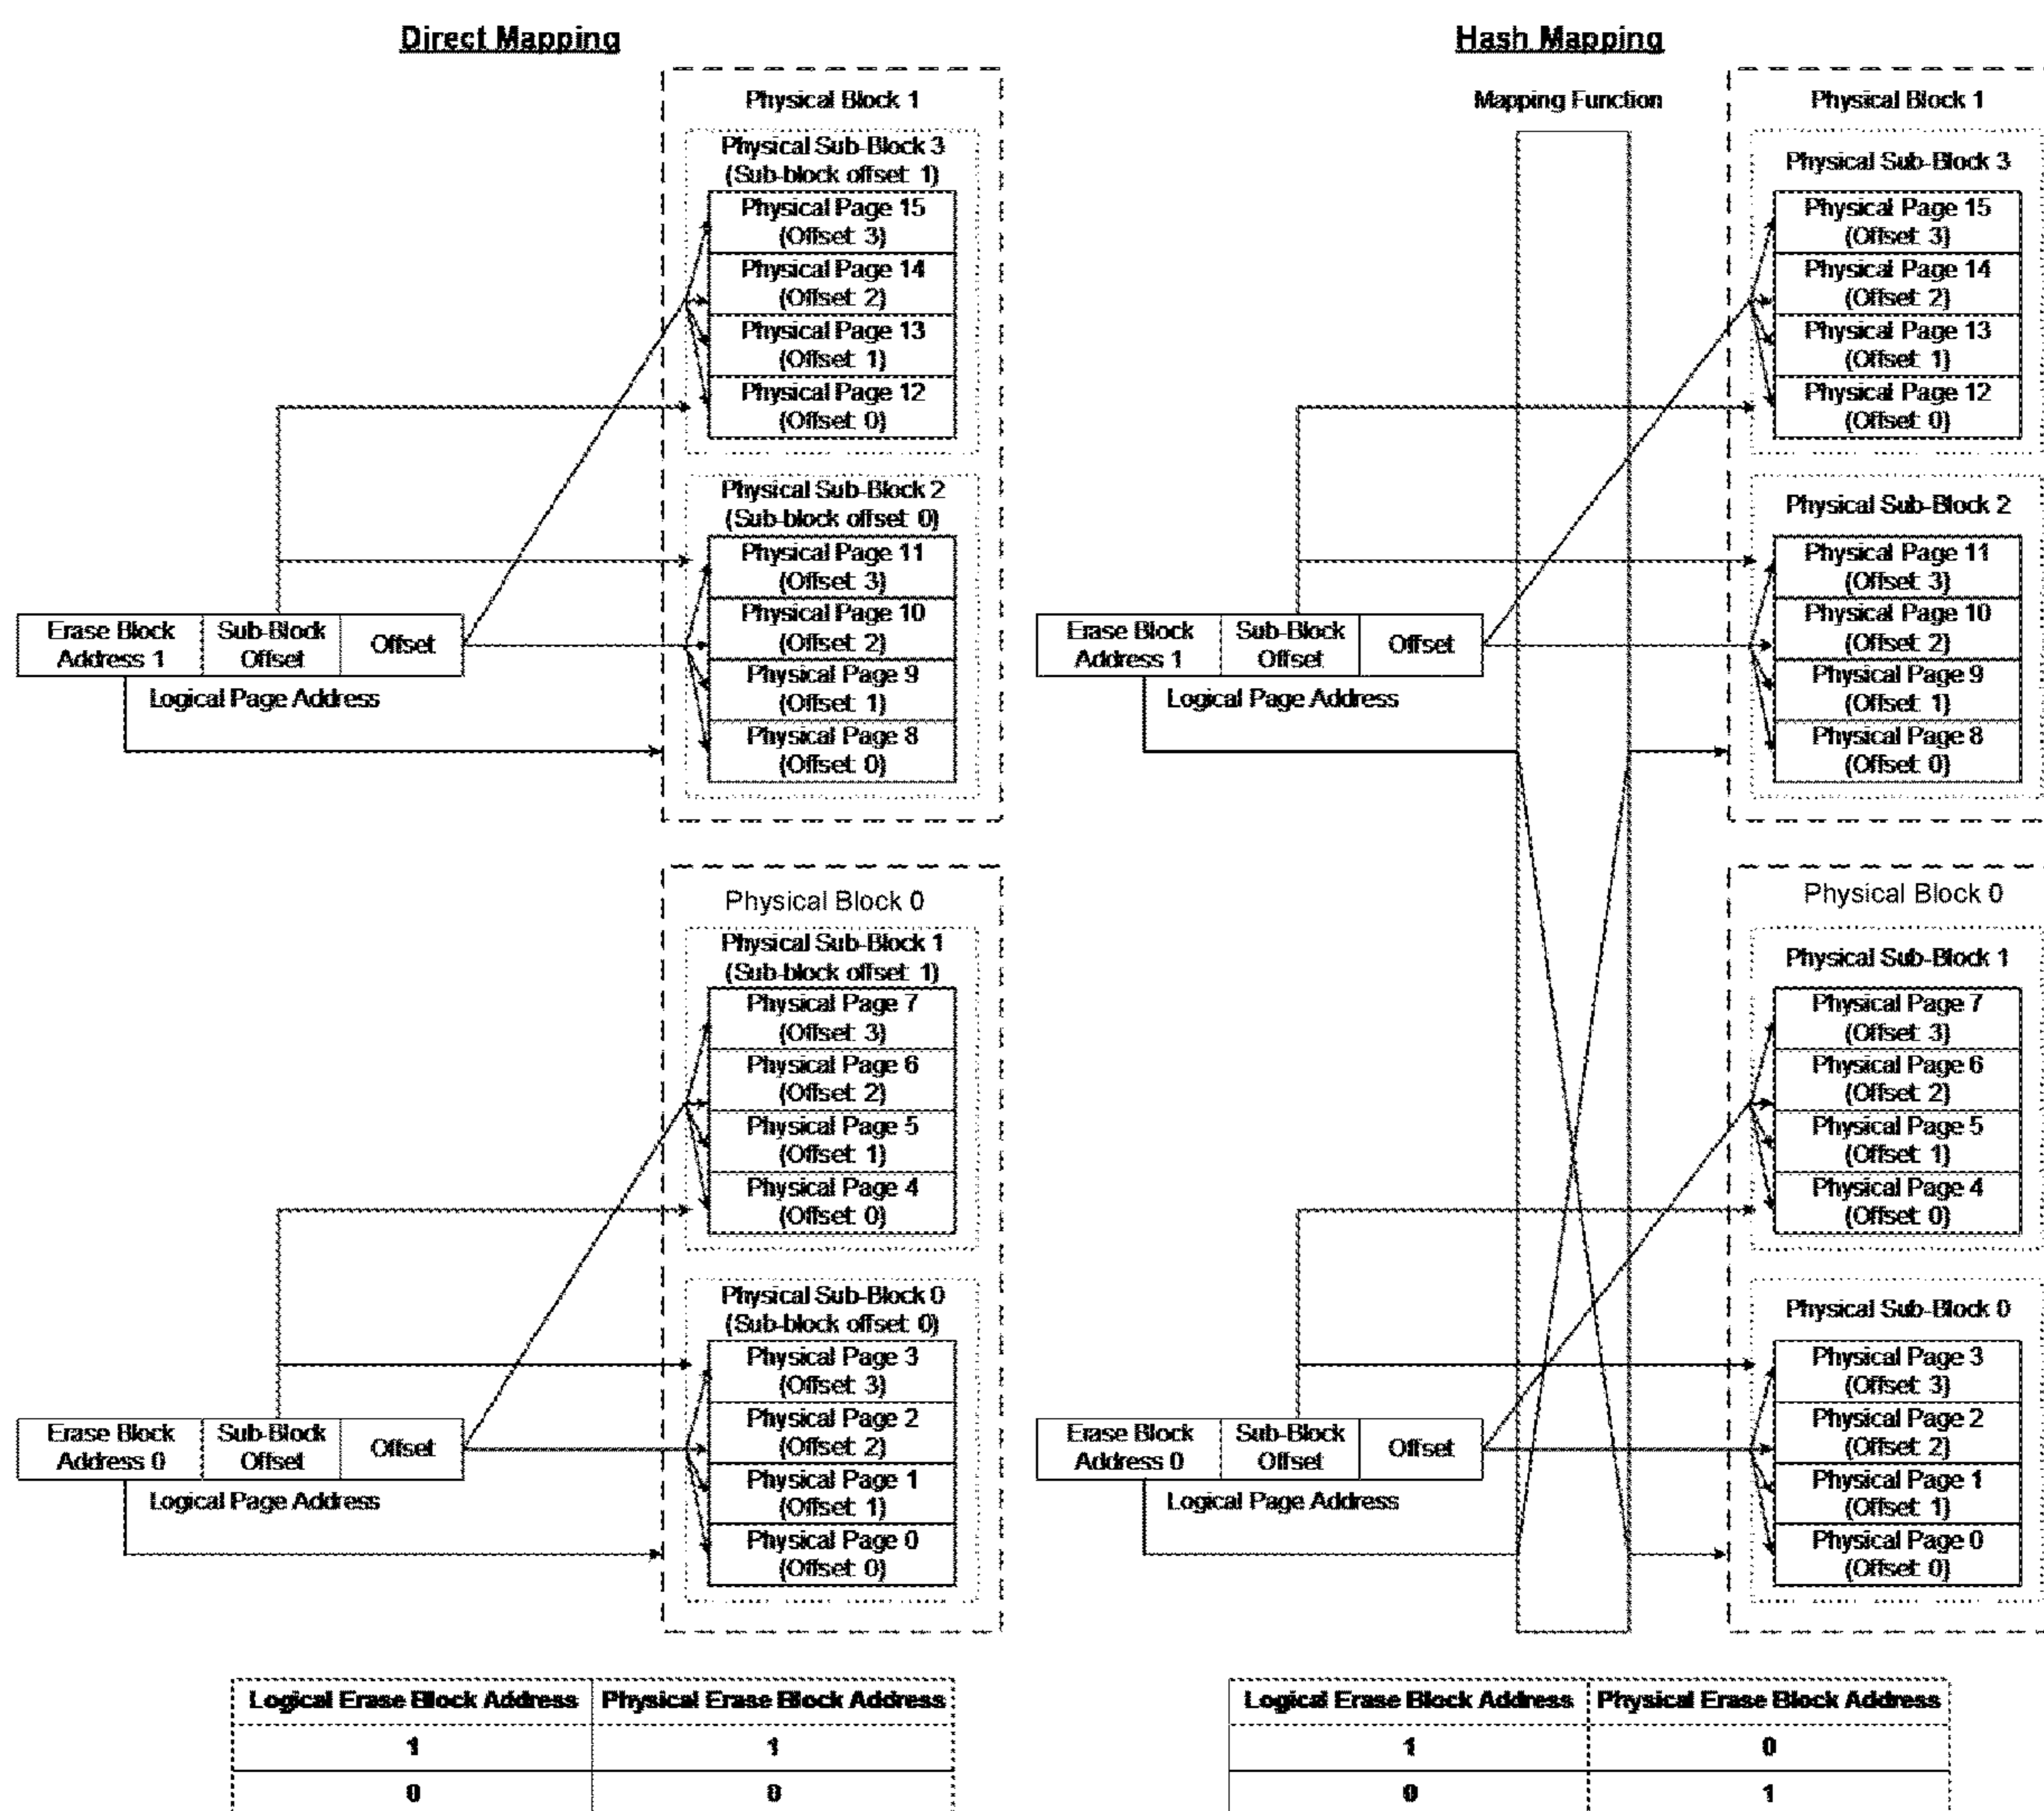 Direct Mapping
Physical Block 1
Physical Sub-Block 3
(Sub-block offset: 1)
Physical Page 15
(Offset: 3)
Physical Page 14
(Offset: 2)
Physical Page 13
(Offset: 1)
Physical Page 12
(Offset: 0)
Physical Sub-Block 2
(Sub-block offset: 0)
Physical Page 11
(Offset: 3)
Physical Page 10
(Offset: 2)
Physical Page 9
(Offset: 1)
Physical Page 8
(Offset: 0)
Erase Block
Address 1
Sub-Block
Offset
Offset
Logical Page Address
Physical Block 0
Physical Sub-Block 1
(Sub-block offset: 1)
Physical Page 7
(Offset: 3)
Physical Page 6
(Offset: 2)
Physical Page 5
(Offset: 1)
Physical Page 4
(Offset: 0)
Physical Sub-Block 0
(Sub-block offset: 0)
Physical Page 3
(Offset: 3)
Physical Page 2
(Offset: 2)
Physical Page 1
(Offset: 1)
Physical Page 0
(Offset: 0)
Erase Block
Address 0
Sub-Block
Offset
Offset
Logical Page Address
Logical Erase Block Address Physical Erase Block Address
1 1
0 0
Hash Mapping
Mapping Function
Physical Block 1
Physical Sub-Block 3
Physical Page 15
(Offset: 3)
Physical Page 14
(Offset: 2)
Physical Page 13
(Offset: 1)
Physical Page 12
(Offset: 0)
Physical Sub-Block 2
Physical Page 11
(Offset: 3)
Physical Page 10
(Offset: 2)
Physical Page 9
(Offset: 1)
Physical Page 8
(Offset: 0)
Erase Block
Address 1
Sub-Block
Offset
Offset
Logical Page Address
Physical Block 0
Physical Sub-Block 1
Physical Page 7
(Offset: 3)
Physical Page 6
(Offset: 2)
Physical Page 5
(Offset: 1)
Physical Page 4
(Offset: 0)
Physical Sub-Block 0
Physical Page 3
(Offset: 3)
Physical Page 2
(Offset: 2)
Physical Page 1
(Offset: 1)
Physical Page 0
(Offset: 0)
Erase Block
Address 0
Sub-Block
Offset
Offset
Logical Page Address
Logical Erase Block Address Physical Erase Block Address
1 0
0 1